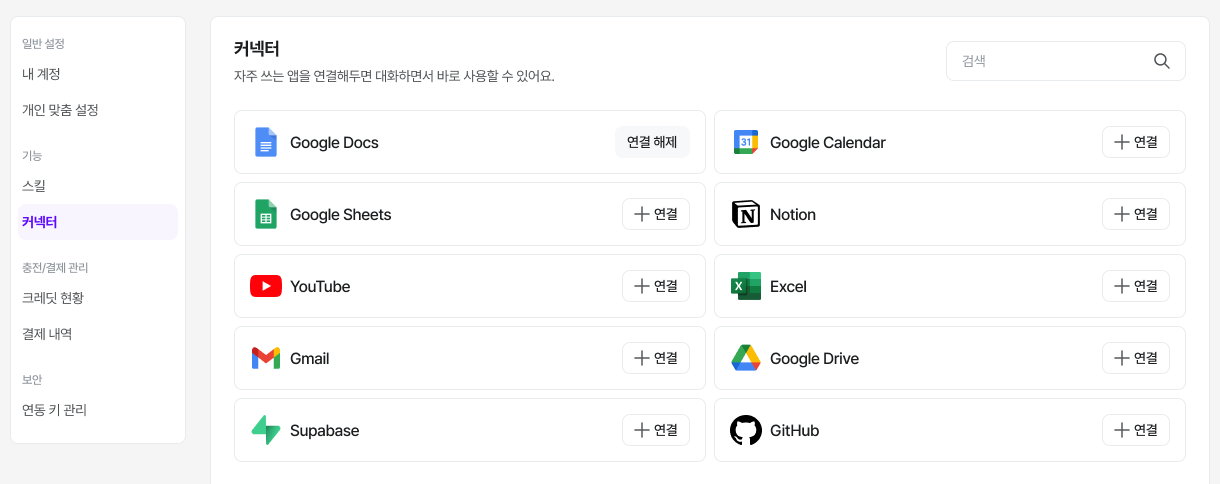 일반 설정
내 계정
개인 맞춤 설정
기능
스킬
커넥터
충전/결제 관리
크레딧 현황
결제 내역
보안
연동 키 관리
커넥터
자주 쓰는 앱을 연결해두면 대화하면서 바로 사용할 수 있어요.
검색
Google Docs
연결 해제
31
Google Calendar
연결
Google Sheets
연결
N
Notion
연결
YouTube
연결
X
Excel
연결
Gmail
연결
Google Drive
연결
Supabase
연결
GitHub
연결